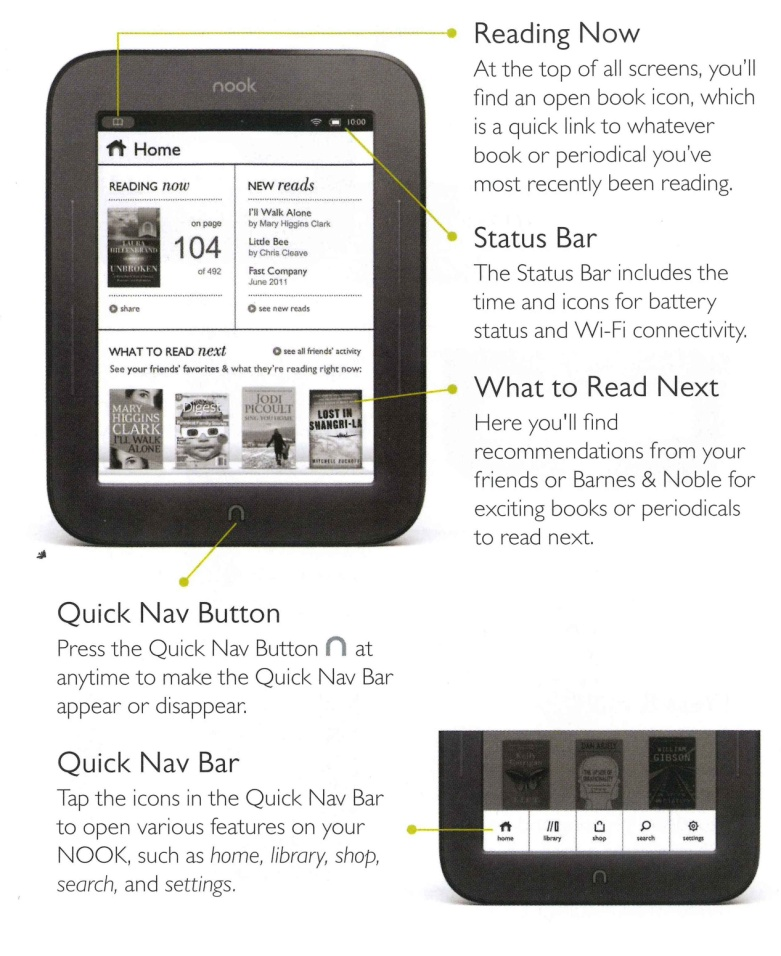 Reading Now
At the top of all screens, you'll
find an open book icon, which
is a quick link to whatever
book or periodical you've
most recently been reading.
nook
10:00
Home
READING now
LAURA
HILLENBRAND
UNBROKEN
on page
104
of 492
share
NEW reads
I'll Walk Alone
by Mary Higgins Clark
Little Bee
by Chris Cleave
Fast Company
June 2011
see new reads
WHAT TO READ next
see all friends' activity
See your friends' favorites & what they're reading right now:
MARY
HIGGINS
CLARK
I'LL WALK
ALONE
Digest
JODI
PICOULT
SING YOU HOME
LOST IN
SHANGRI-LA
MITCHELL ZUCKOFF
Status Bar
The Status Bar includes the
time and icons for battery
status and Wi-Fi connectivity.
What to Read Next
Here you'll find
recommendations from your
friends or Barnes & Noble for
exciting books or periodicals
to read next.
Quick Nav Button
Press the Quick Nav Button at
anytime to make the Quick Nav Bar
appear or disappear.
Quick Nav Bar
Tap the icons in the Quick Nav Bar
to open various features on your
NOOK, such as home, library, shop,
search, and settings.
WILLIAM
GIBSON
home
library
shop
search
settings